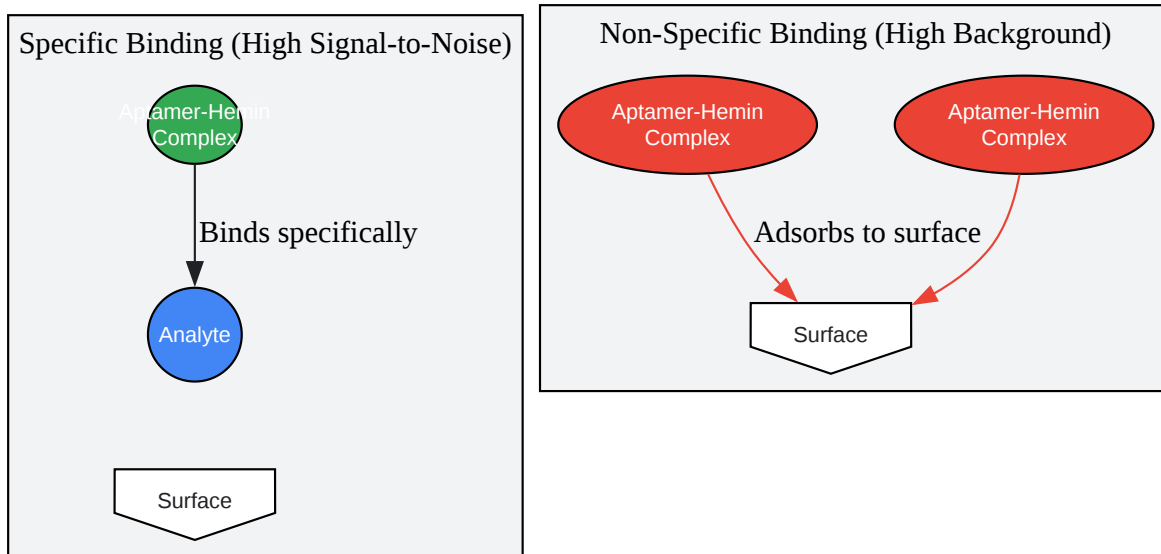 Specific Binding (High Signal-to-Noise)
Aptamer-Hemin
Complex
Binds specifically
Analyte
Surface
Non-Specific Binding (High Background)
Aptamer-Hemin
Complex
Aptamer-Hemin
Complex
Adsorbs to surface
Surface